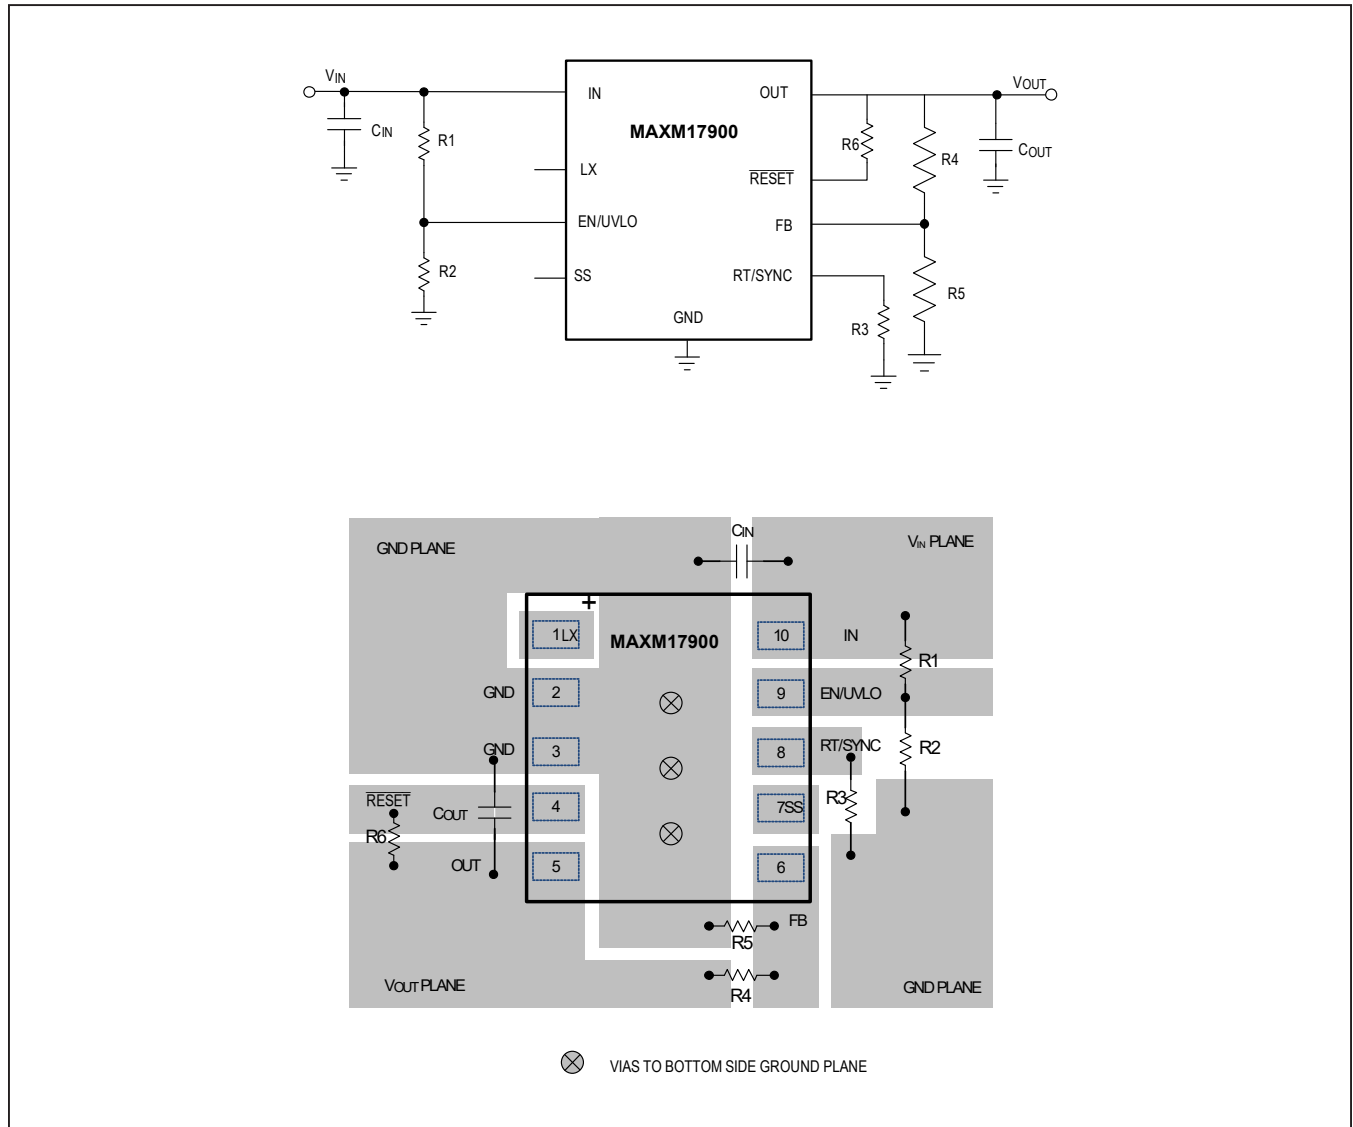 VIN
CIN
R1
R2
IN
LX
EN/UVLO
SS
MAXM17900
GND
OUT
RESET
FB
RT/SYNC
R6
R4
R5
R3
COUT
VOUT
GND PLANE
CIN
VIN PLANE
1 LX
MAXM17900
10
IN
R1
GND
2
9
EN/UVLO
GND
3
8
RT/SYNC
R2
RESET
COUT
4
7SS
R3
R6
OUT
5
6
FB
R5
VOUT PLANE
R4
GND PLANE
VIAS TO BOTTOM SIDE GROUND PLANE